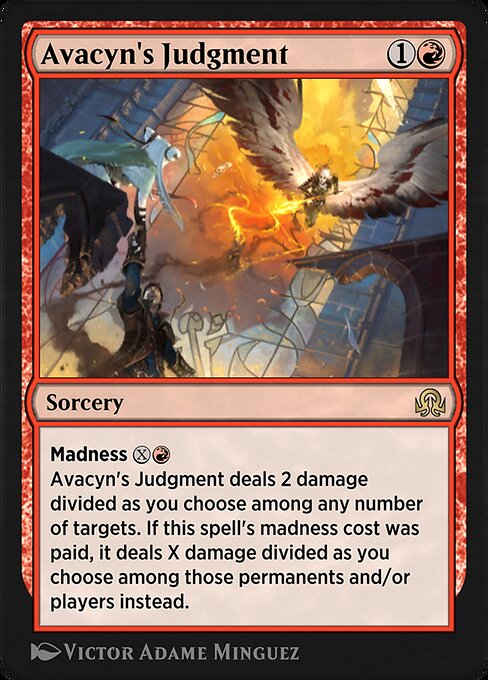 Avacyn's Judgment 1
Sorcery
Madness X
Avacyn's Judgment deals 2 damage
divided as you choose among any number
of targets. If this spell's madness cost was
paid, it deals X damage divided as you
choose among those permanents and/or
players instead.
Victor Adame Minguez